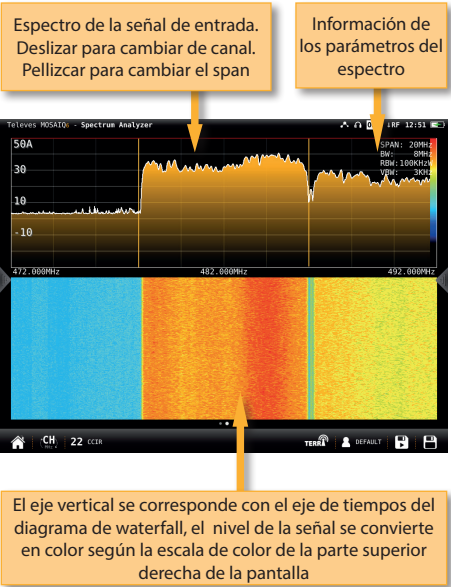 Espectro de la señal de entrada.
Deslizar para cambiar de canal.
Pellizcar para cambiar el span
Información de
los parámetros del
espectro
Televes MOSAIQ6 - Spectrum Analyzer
RF 12:51
50A
30
10
-10
SPAN: 20MHz
BW: 8MHz
RBW:100KHz
VBW: 3KHz
472.000MHz 482.000MHz 492.000MHz
CH 22 CCIR TERR DEFAULT
El eje vertical se corresponde con el eje de tiempos del
diagrama de waterfall, el nivel de la señal se convierte
en color según la escala de color de la parte superior
derecha de la pantalla